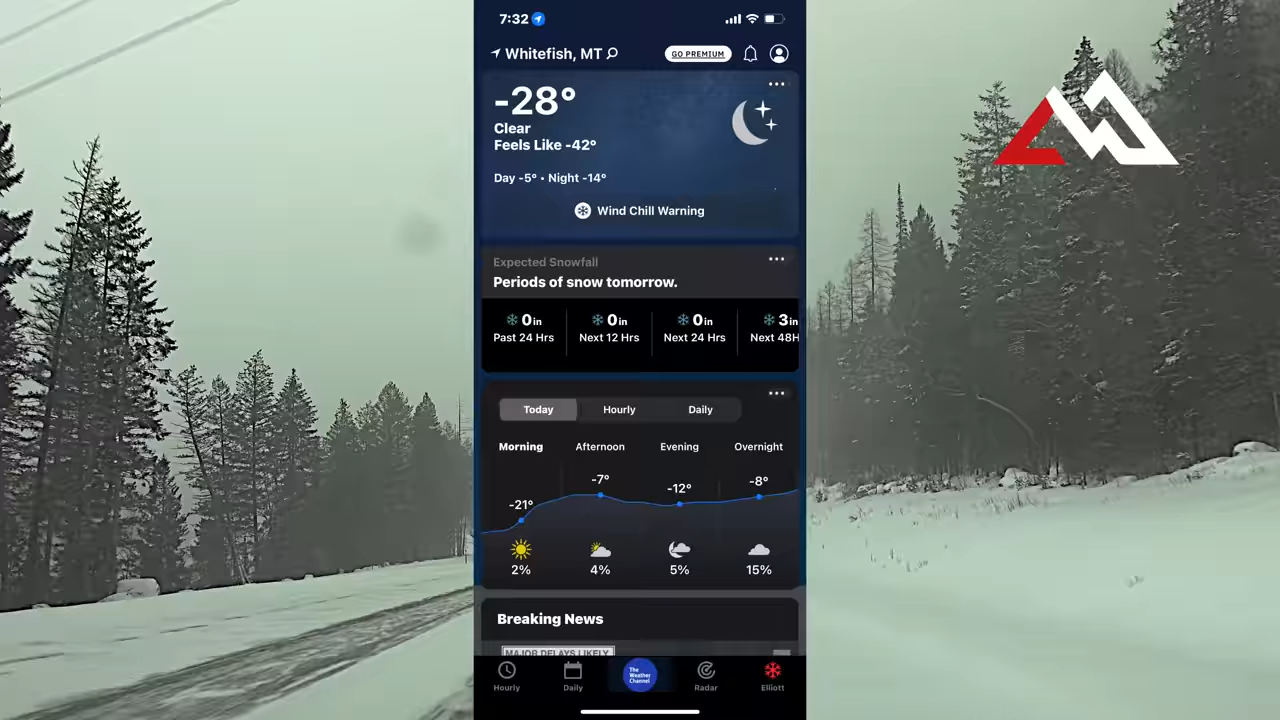 7:32
Whitefish, MT
GO PREMIUM
-28°
Clear
Feels Like -42°
Day -5° • Night -14°
Wind Chill Warning
Expected Snowfall
Periods of snow tomorrow.
0in 0in 0in 3in
Past 24 Hrs Next 12 Hrs Next 24 Hrs Next 48H
Today Hourly Daily
Morning Afternoon Evening Overnight
-21° -7° -12° -8°
2% 4% 5% 15%
Breaking News
MAJOR DELAYS LIKELY
The
Weather
Channel
Hourly Daily Radar Elliott